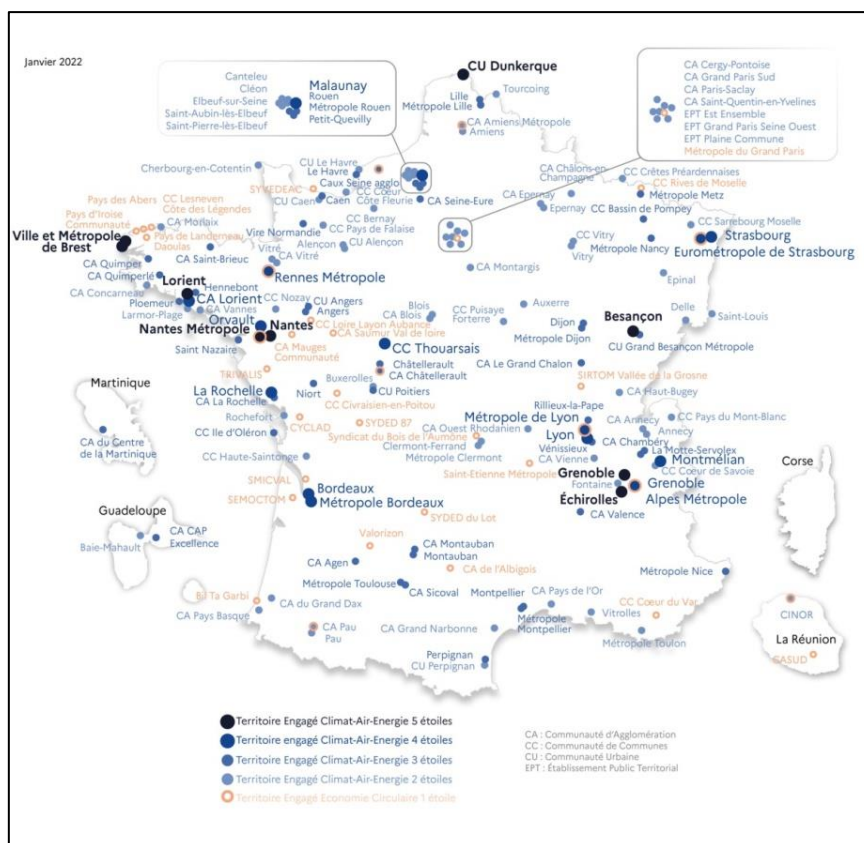 Janvier 2022
CU Dunkerque
Canteleu
Cléon
Elbeuf-sur-Seine
Saint-Aubin-lès-Elbeuf
Saint-Pierre-lès-Elbeuf
Malaunay
Rouen
Métropole Rouen
Petit-Quevilly
CA Cergy-Pontoise
CA Grand Paris Sud
CA Paris-Saclay
CA Saint-Quentin-en-Yvelines
EPT Est Ensemble
EPT Grand Paris Seine Ouest
EPT Plaine Commune
Métropole du Grand Paris
Tourcoing
Lille
Métropole Lille
CA Amiens Métropole
Amiens
Cherbourg-en-Cotentin
CU Le Havre
Le Havre
Caux Seine agglo
SYVEDEAC
CC Cœur
Côte Fleurie
CU Caen
Caen
CA Seine-Eure
CC Bernay
CC Pays de Falaise
Vire Normandie
Alençon
CU Alençon
CA Châlons-en-
Champagne
CC Crêtes Préardennaises
CC Rives de Moselle
Métropole Metz
CA Epernay
Epernay
CC Bassin de Pompey
CC Sarrebourg Moselle
CC Vitry
Vitry
Métropole Nancy
Strasbourg
Eurométropole de Strasbourg
Pays des Abers
CC Lesneven
Côte des Légendes
Pays d'Iroise
Communauté
CA Morlaix
Pays de Landerneau
Daoulas
Ville et Métropole
de Brest
CA Saint-Brieuc
CA Vitré
Vitré
Rennes Métropole
CA Quimper
CA Quimperlé
CA Concarneau
Lorient
Hennebont
Ploemeur
CA Lorient
Larmor-Plage
CA Vannes
CC Nozay
CU Angers
Angers
Orvault
Nantes Métropole
Nantes
CC Loire Layon Aubance
CA Saumur Val de loire
CA Mauges
Communauté
Saint Nazaire
TRIVALIS
CA Montargis
Epinal
Blois
CA Blois
CC Puisaye
Forterre
Auxerre
Besançon
Delle
Saint-Louis
Dijon
Métropole Dijon
CU Grand Besançon Métropole
CC Thouarsais
Châtellerault
CA Châtellerault
Buxerolles
CU Poitiers
CA Le Grand Chalon
SIRTOM Vallée de la Grosne
CA Haut-Bugey
La Rochelle
CA La Rochelle
Niort
CC Civraisien-en-Poitou
Rochefort
CYCLAD
SYDED 87
Syndicat du Bois de l'Aumône
CC Ile d'Oléron
Rillieux-la-Pape
Métropole de Lyon
CA Ouest Rhodanien
Lyon
Clermont-Ferrand
Métropole Clermont
Vénissieux
CA Vienne
CA Annecy
Annecy
CC Pays du Mont-Blanc
CA Chambéry
La Motte-Servolex
Montmélian
CC Cœur de Savoie
Saint-Etienne Métropole
Grenoble
Fontaine
Échirolles
Grenoble
Alpes Métropole
CC Haute-Saintonge
SMICVAL
SEMOCTOM
Bordeaux
Métropole Bordeaux
CA Valence
SYDED du Lot
Valorizon
CA Agen
CA Montauban
Montauban
CA de l'Albigois
Métropole Toulouse
CA Sicoval
Bil Ta Garbi
CA Pays Basque
CA du Grand Dax
CA Pau
Pau
CA Grand Narbonne
Montpellier
Métropole
Montpellier
CA Pays de l'Or
Vitrolles
CC Cœur du Var
Métropole Toulon
Métropole Nice
Perpignan
CU Perpignan
Martinique
CA du Centre
de la Martinique
Guadeloupe
Baie-Mahault
CA CAP
Excellence
Corse
CINOR
La Réunion
CASUD
Territoire Engagé Climat-Air-Energie 5 étoiles
Territoire engagé Climat-Air-Energie 4 étoiles
Territoire Engagé Climat-Air-Energie 3 étoiles
Territoire Engagé Climat-Air-Energie 2 étoiles
Territoire Engagé Economie Circulaire 1 étoile
CA : Communauté d'Agglomération
CC : Communauté de Communes
CU : Communauté Urbaine
EPT : Établissement Public Territorial